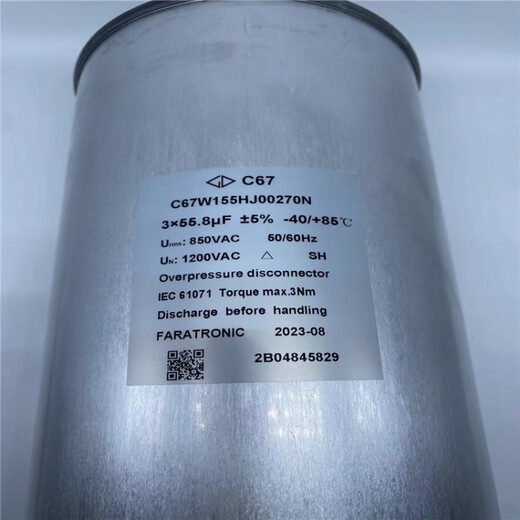 C67
C67W155HJ00270N
3×55.8μF ±5% -40/+85℃
Urms: 850VAC 50/60Hz
UN: 1200VAC △ SH
Overpressure disconnector
IEC 61071 Torque max.3Nm
Discharge before handling
FARATRONIC 2023-08
2B04845829